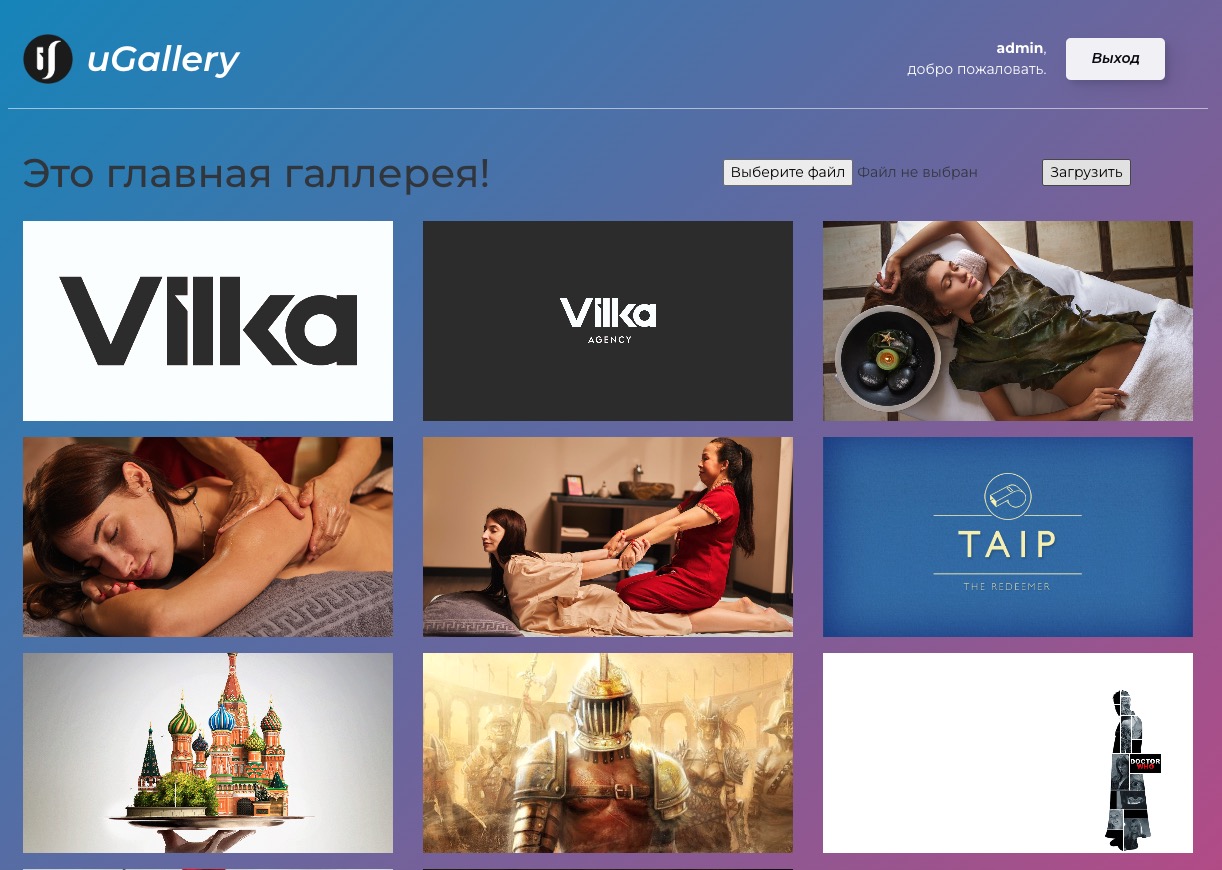 uGallery
admin,
добро пожаловать.
Выход
Это главная галлерея!
Выберите файл Файл не выбран
Загрузить
Vilka
Vilka
AGENCY
TAIP
THE REDEEMER
DOCTOR
WHO